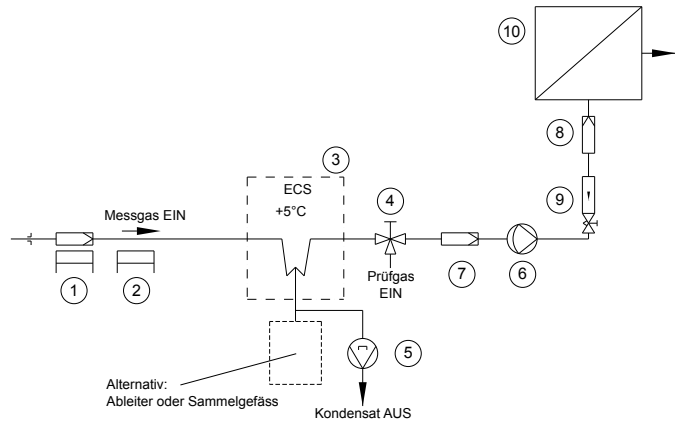 10
8
3
ECS
+5°C
4
9
Messgas EIN
Prüfgas
EIN
7
6
1
2
5
Alternativ:
Ableiter oder Sammelgefäss
Kondensat AUS